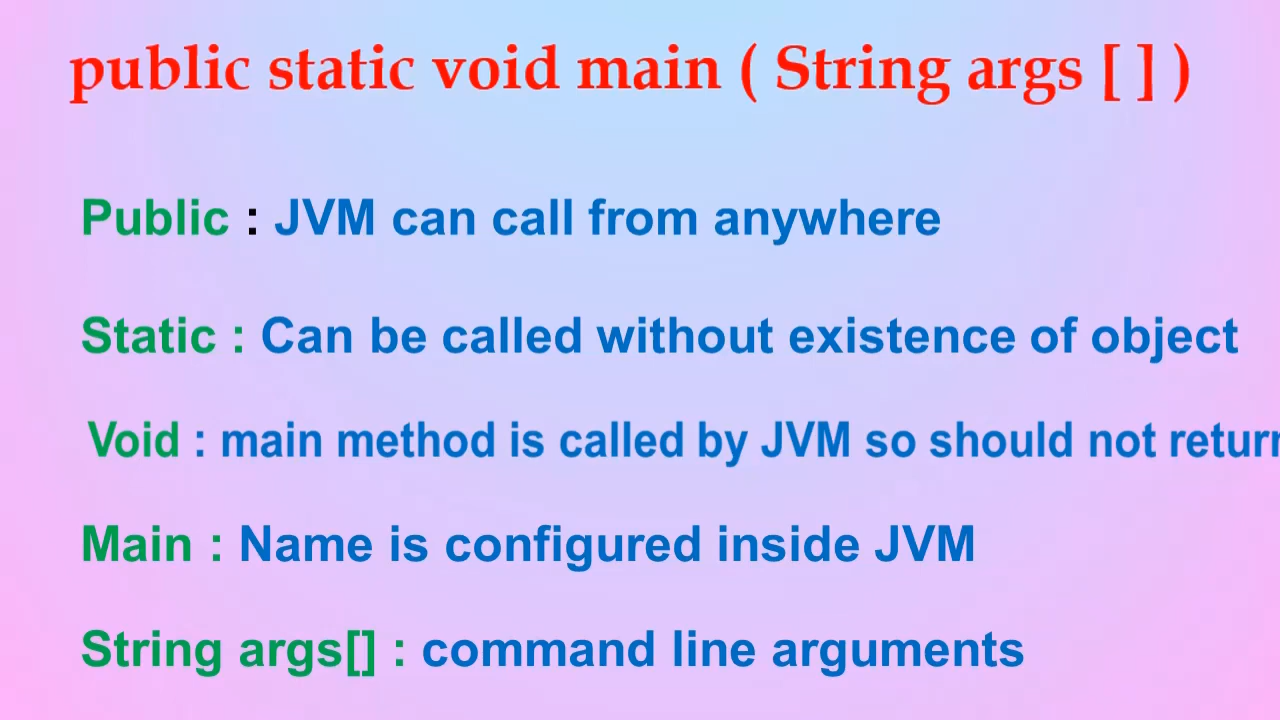 public static void main ( String args [ ] )
Public : JVM can call from anywhere
Static : Can be called without existence of object
Void : main method is called by JVM so should not return
Main : Name is configured inside JVM
String args[] : command line arguments